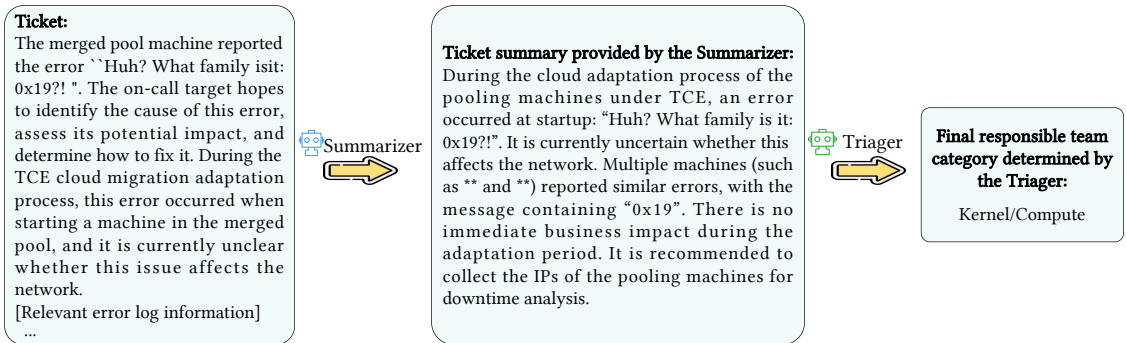 Ticket:
The merged pool machine reported
the error ``Huh? What family isit:
0x19?! ". The on-call target hopes
to identify the cause of this error,
assess its potential impact, and
determine how to fix it. During the
TCE cloud migration adaptation
process, this error occurred when
starting a machine in the merged
pool, and it is currently unclear
whether this issue affects the
network.
[Relevant error log information]
...
Summarizer
Ticket summary provided by the Summarizer:
During the cloud adaptation process of the
pooling machines under TCE, an error
occurred at startup: “Huh? What family is it:
0x19?!”. It is currently uncertain whether this
affects the network. Multiple machines (such
as ** and **) reported similar errors, with the
message containing “0x19”. There is no
immediate business impact during the
adaptation period. It is recommended to
collect the IPs of the pooling machines for
downtime analysis.
Triager
Final responsible team
category determined by
the Triager:
Kernel/Compute